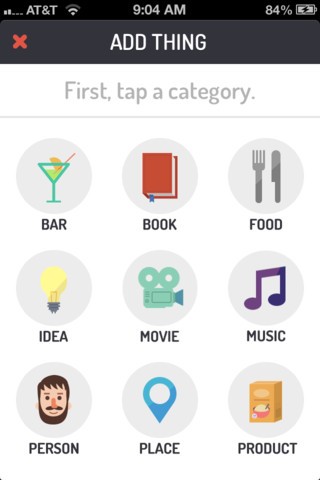 AT&T 9:04 AM 84%
ADD THING
First, tap a category.
BAR BOOK FOOD
IDEA MOVIE MUSIC
PERSON PLACE PRODUCT